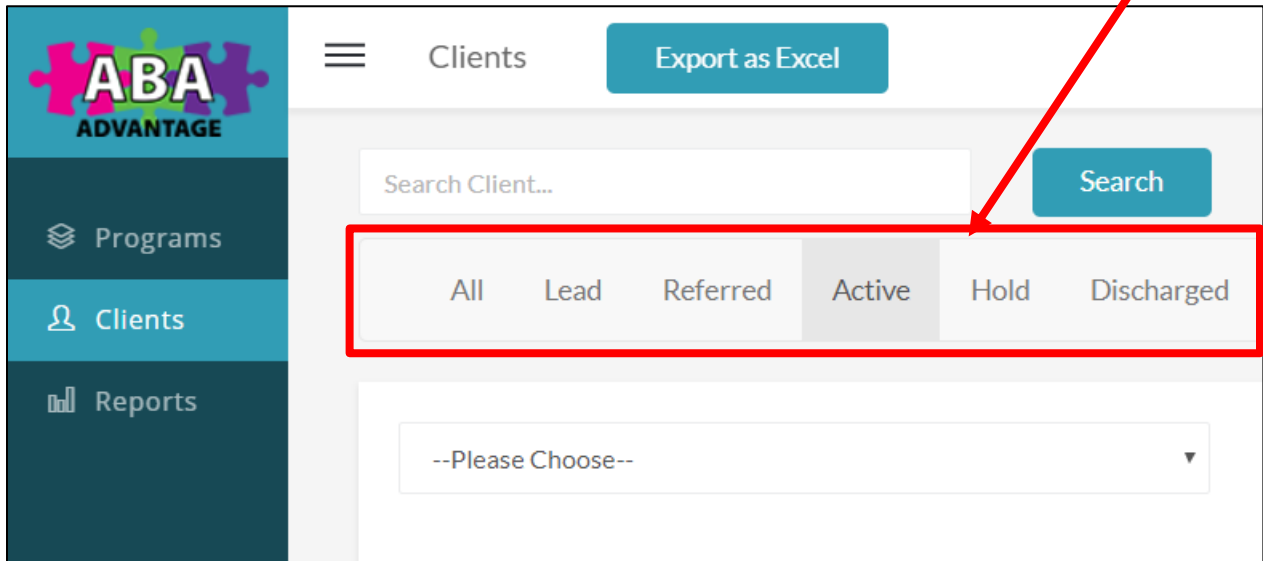 ABA
ADVANTAGE
Clients
Export as Excel
Search Client...
Search
Programs
All Lead Referred Active Hold Discharged
Clients
Reports
--Please Choose--